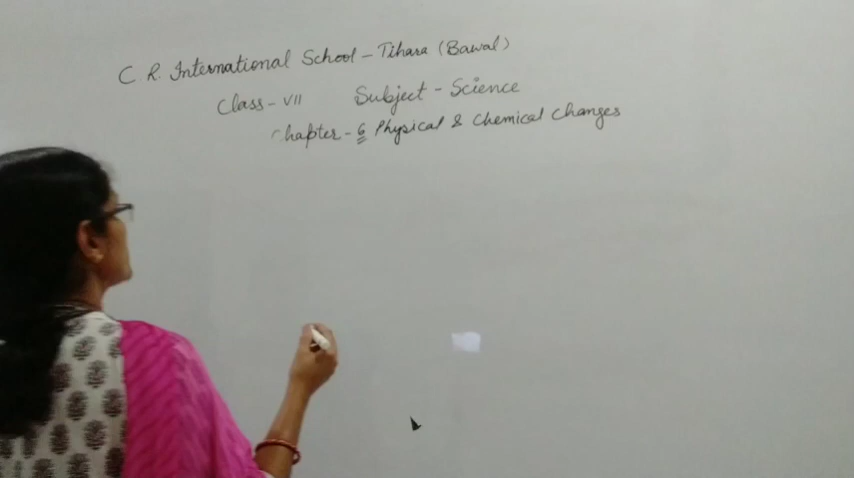 C R. International School - Tihara (Bawal)
Class - VII Subject - Science
Chapter - 6 Physical & Chemical Changes